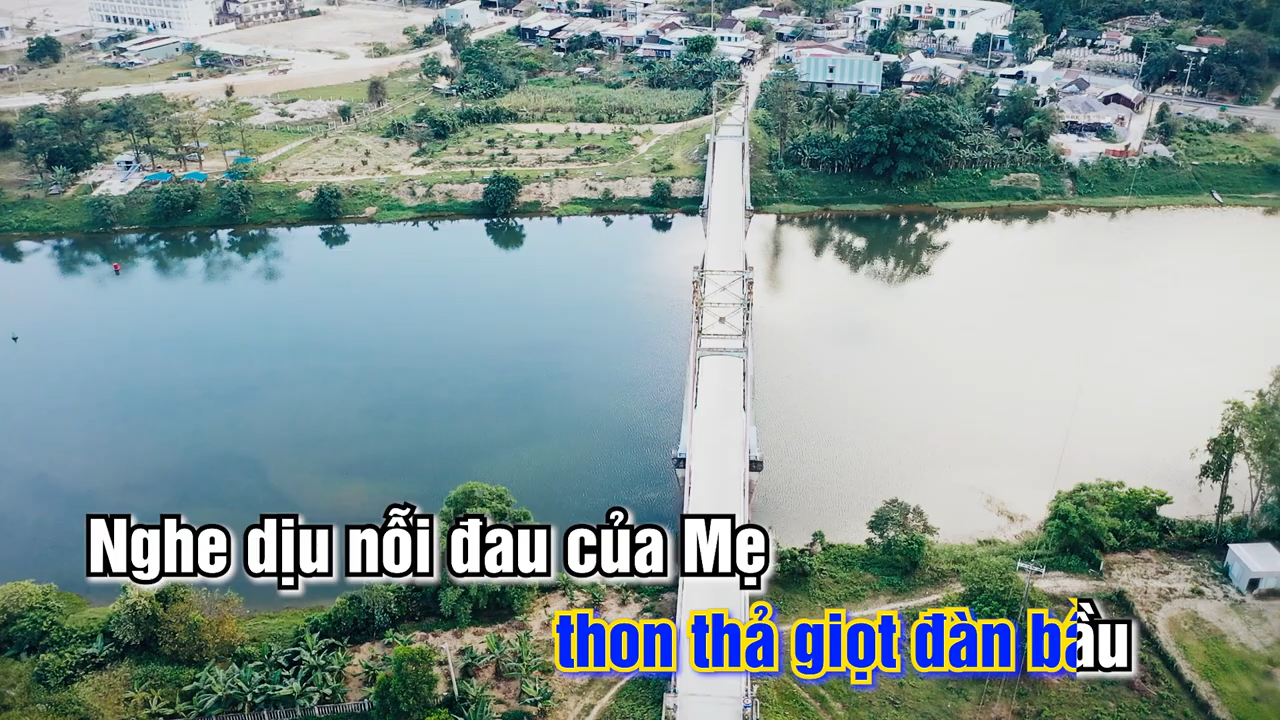 Nghe dịu nỗi đau của Mẹ
thon thả giọt đàn bầu